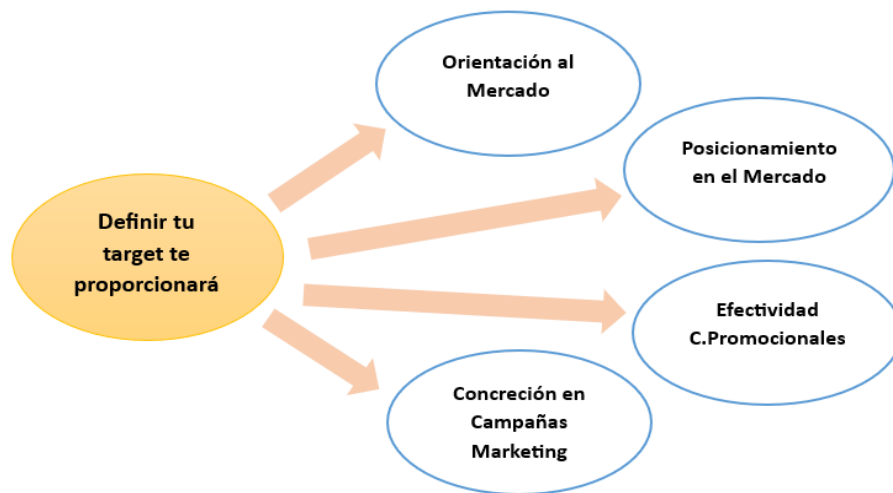 Orientación al
Mercado
Posicionamiento
en el Mercado
Definir tu
target te
proporcionará
Efectividad
C.Promocionales
Concreción en
Campañas
Marketing